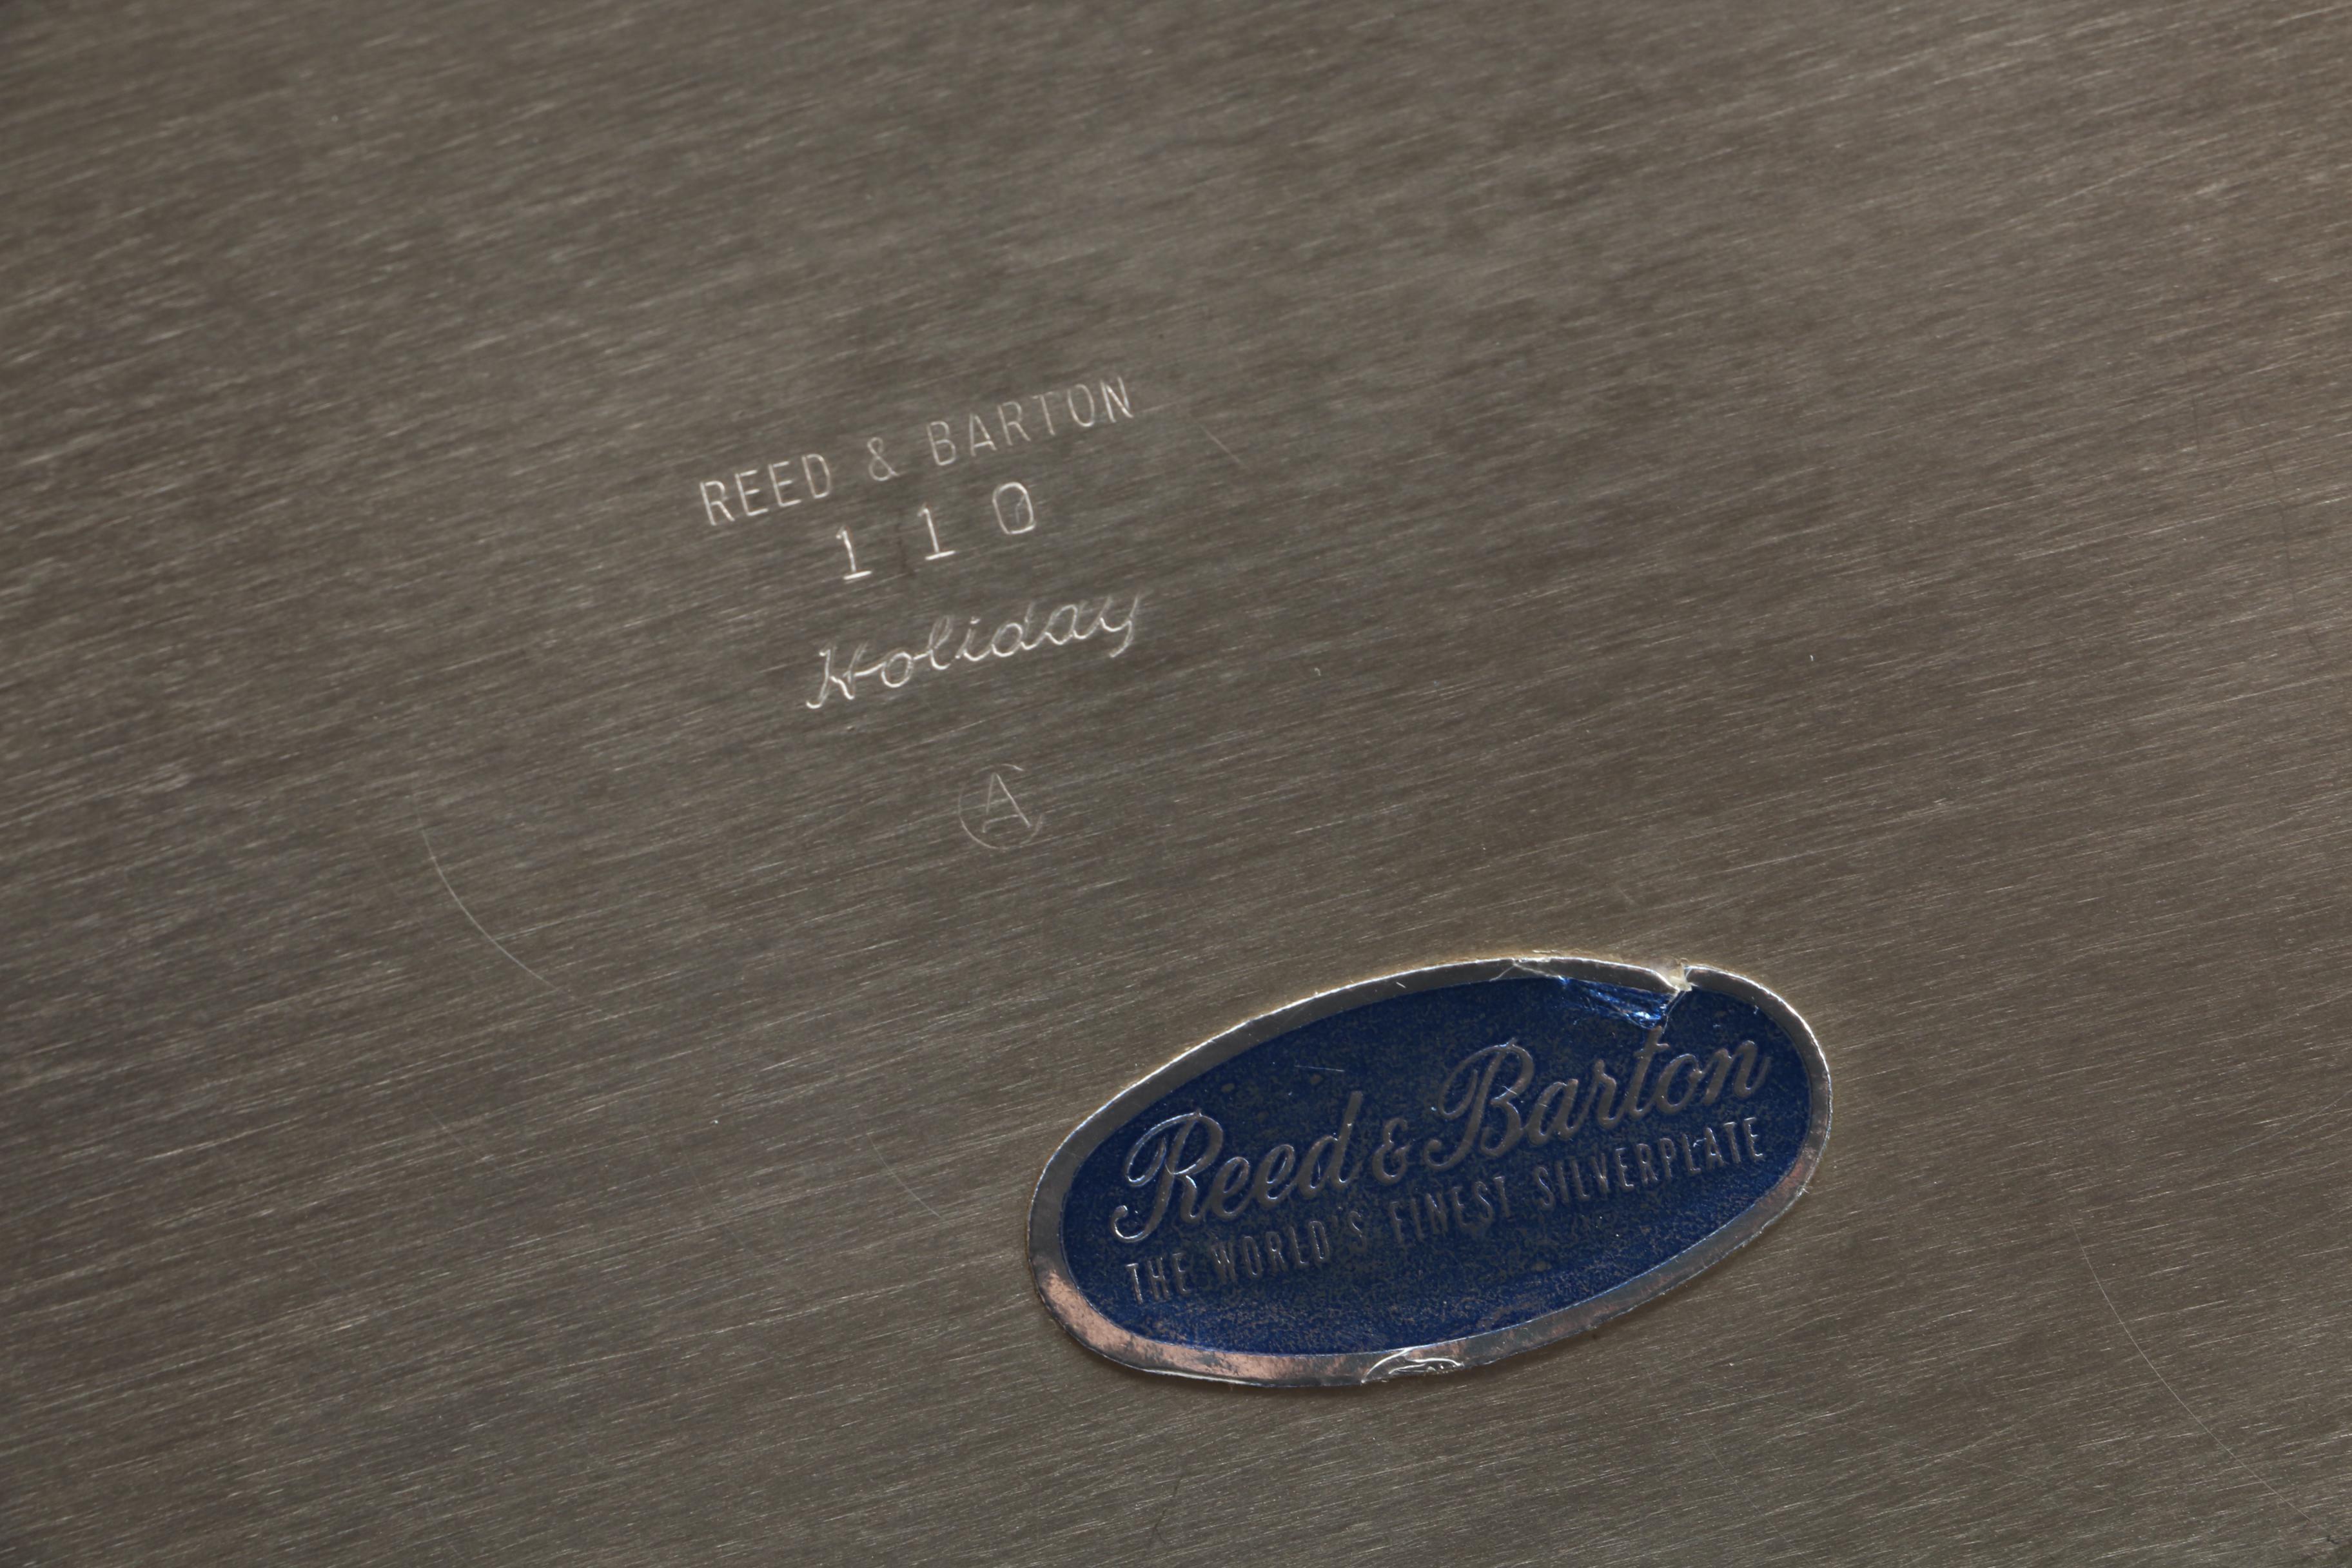 REED & BARTON
110
Holiday
A
Reed & Barton
THE WORLD'S FINEST SILVERPLATE